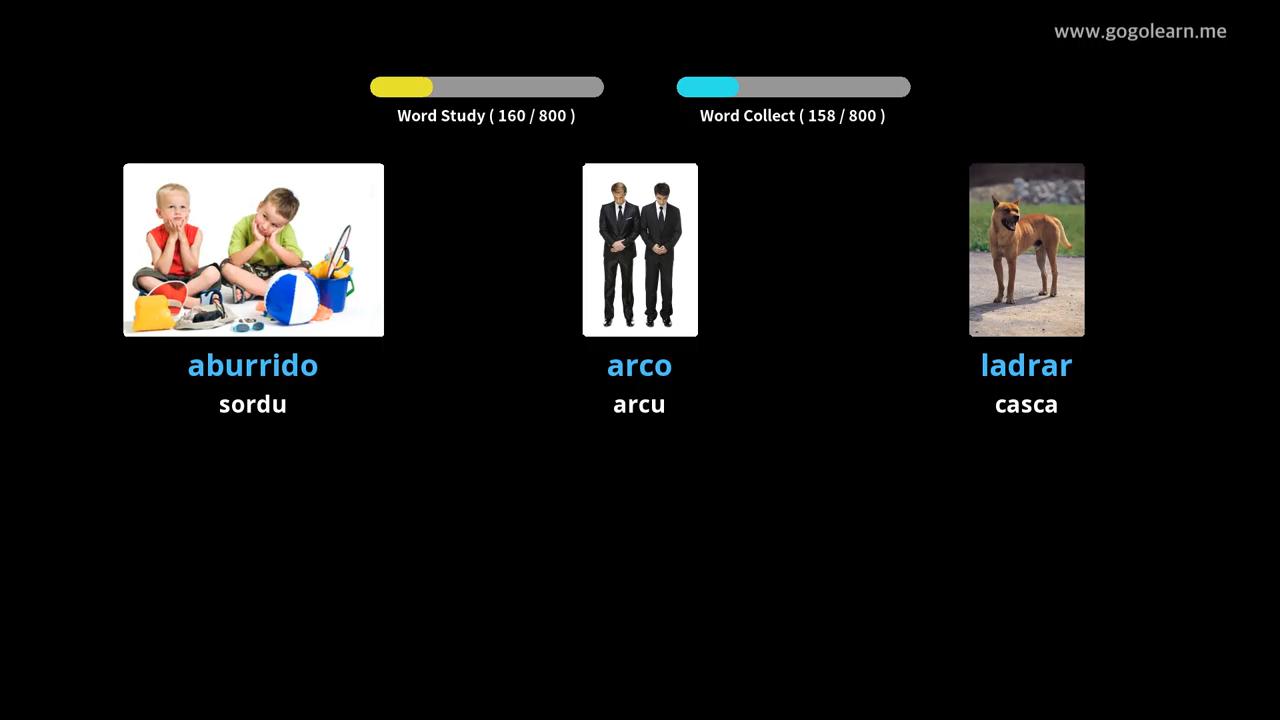 www.gogolearn.me
Word Study ( 160 / 800 )
Word Collect ( 158 / 800 )
aburrido
sordu
arco
arcu
ladrar
casca